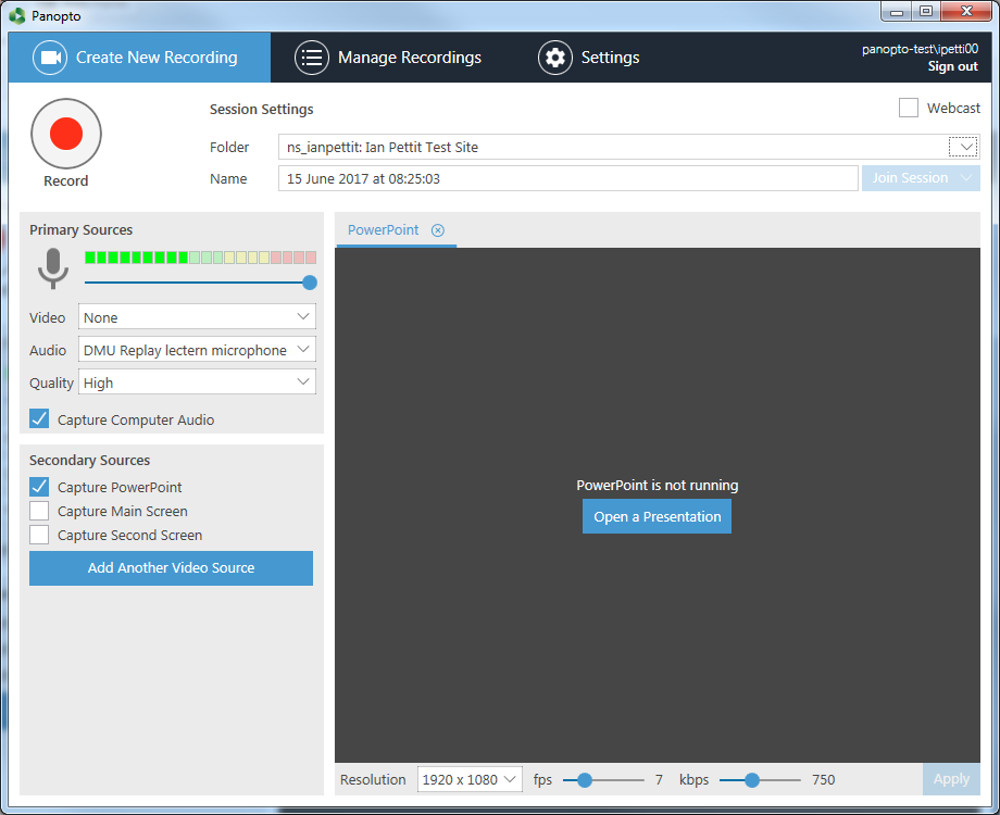 Panopto
Create New Recording
Manage Recordings
Settings
panopto-test\ipetti00
Sign out
Record
Session Settings
Webcast
Folder
ns_ianpettit: Ian Pettit Test Site
Name
15 June 2017 at 08:25:03
Join Session
Primary Sources
Video
None
Audio
DMU Replay lectern microphone
Quality
High
Capture Computer Audio
Secondary Sources
Capture PowerPoint
Capture Main Screen
Capture Second Screen
Add Another Video Source
PowerPoint
PowerPoint is not running
Open a Presentation
Resolution
1920 x 1080
fps
7
kbps
750
Apply